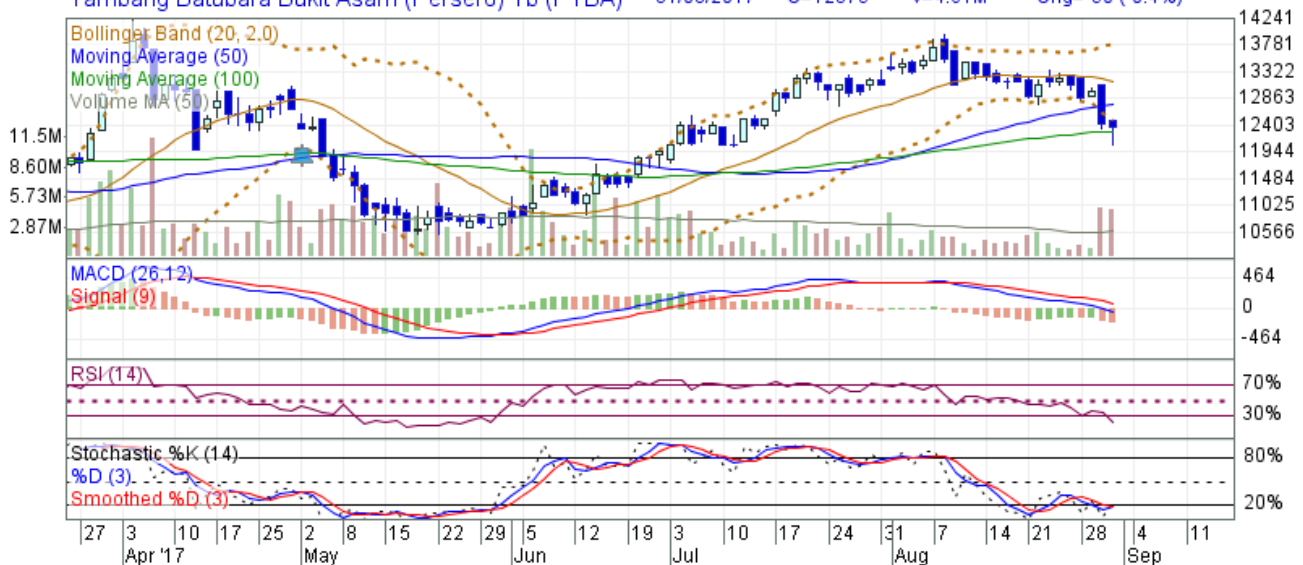 Tambang Batubara Bukit Asam (Persero) Tb (PTBA)
Bollinger Band (20, 2.0)
Moving Average (50)
Moving Average (100)
Volume MA (50)
11.5M
8.60M
5.73M
2.87M
14241
13781
13322
12863
12403
11944
11484
11025
10566
MACD (26,12)
Signal (9)
464
0
-464
RSI (14)
70%
30%
Stochastic %K (14)
%D (3)
Smoothed %D (3)
80%
20%
27 3 10 17 25 2 8 15 22 29 5 12 19 3 10 17 24 31 7 14 21 28 4 11
Apr '17 May Jun Jul Aug Sep